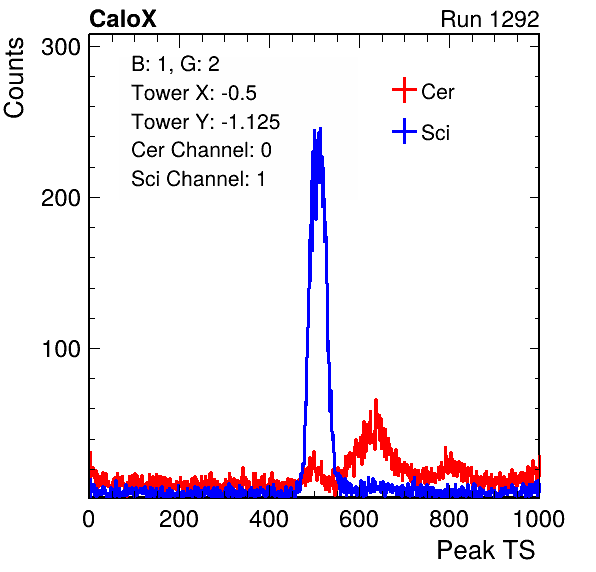 CaloX
Run 1292
Counts
300
200
100
B: 1, G: 2
Tower X: -0.5
Tower Y: -1.125
Cer Channel: 0
Sci Channel: 1
Cer
Sci
0 200 400 600 800 1000
Peak TS